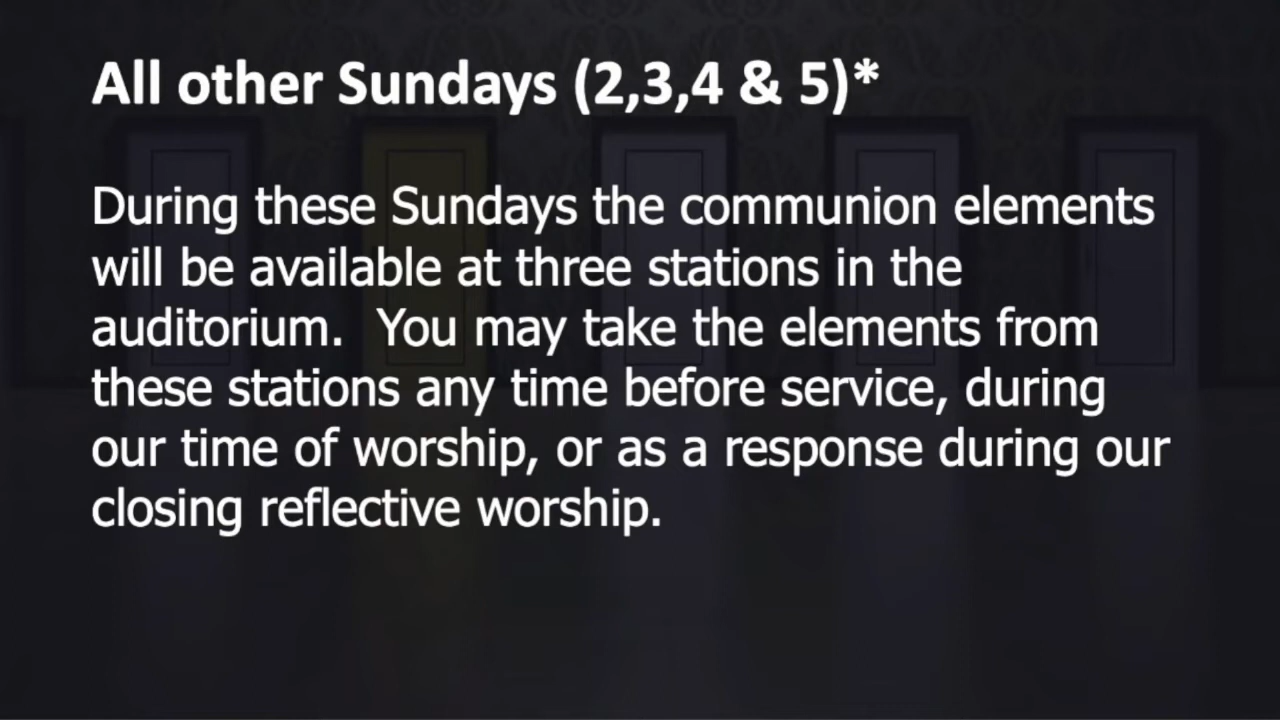 All other Sundays (2,3,4 & 5)*
During these Sundays the communion elements
will be available at three stations in the
auditorium.  You may take the elements from
these stations any time before service, during
our time of worship, or as a response during our
closing reflective worship.